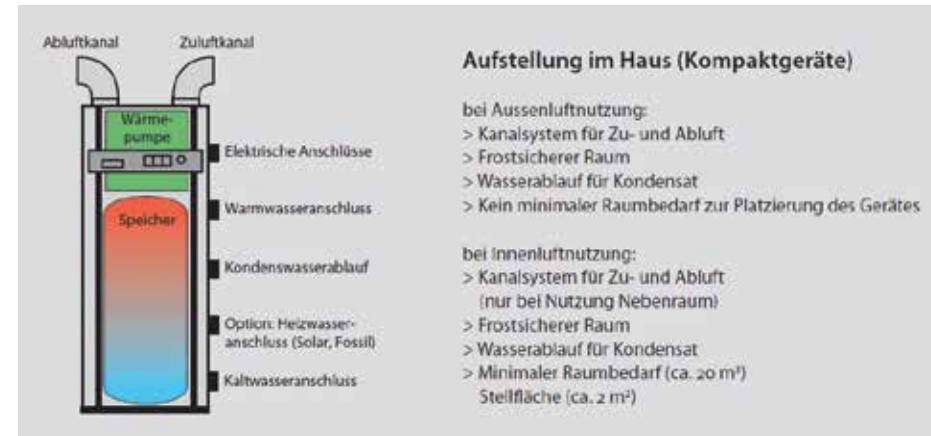 Abluftkanal
Zuluftkanal
Wärme-
pumpe
Elektrische Anschlüsse
Warmwasseranschluss
Speicher
Kondenswasserablauf
Option: Heizwasser-
anschluss (Solar, Fossil)
Kaltwasseranschluss
Aufstellung im Haus (Kompaktgeräte)
bei Aussenluftnutzung:
> Kanalsystem für Zu- und Abluft
> Frostsicherer Raum
> Wasserablauf für Kondensat
> Kein minimaler Raumbedarf zur Platzierung des Gerätes
bei Innenluftnutzung:
> Kanalsystem für Zu- und Abluft
(nur bei Nutzung Nebenraum)
> Frostsicherer Raum
> Wasserablauf für Kondensat
> Minimaler Raumbedarf (ca. 20 m³)
Stellfläche (ca. 2 m²)